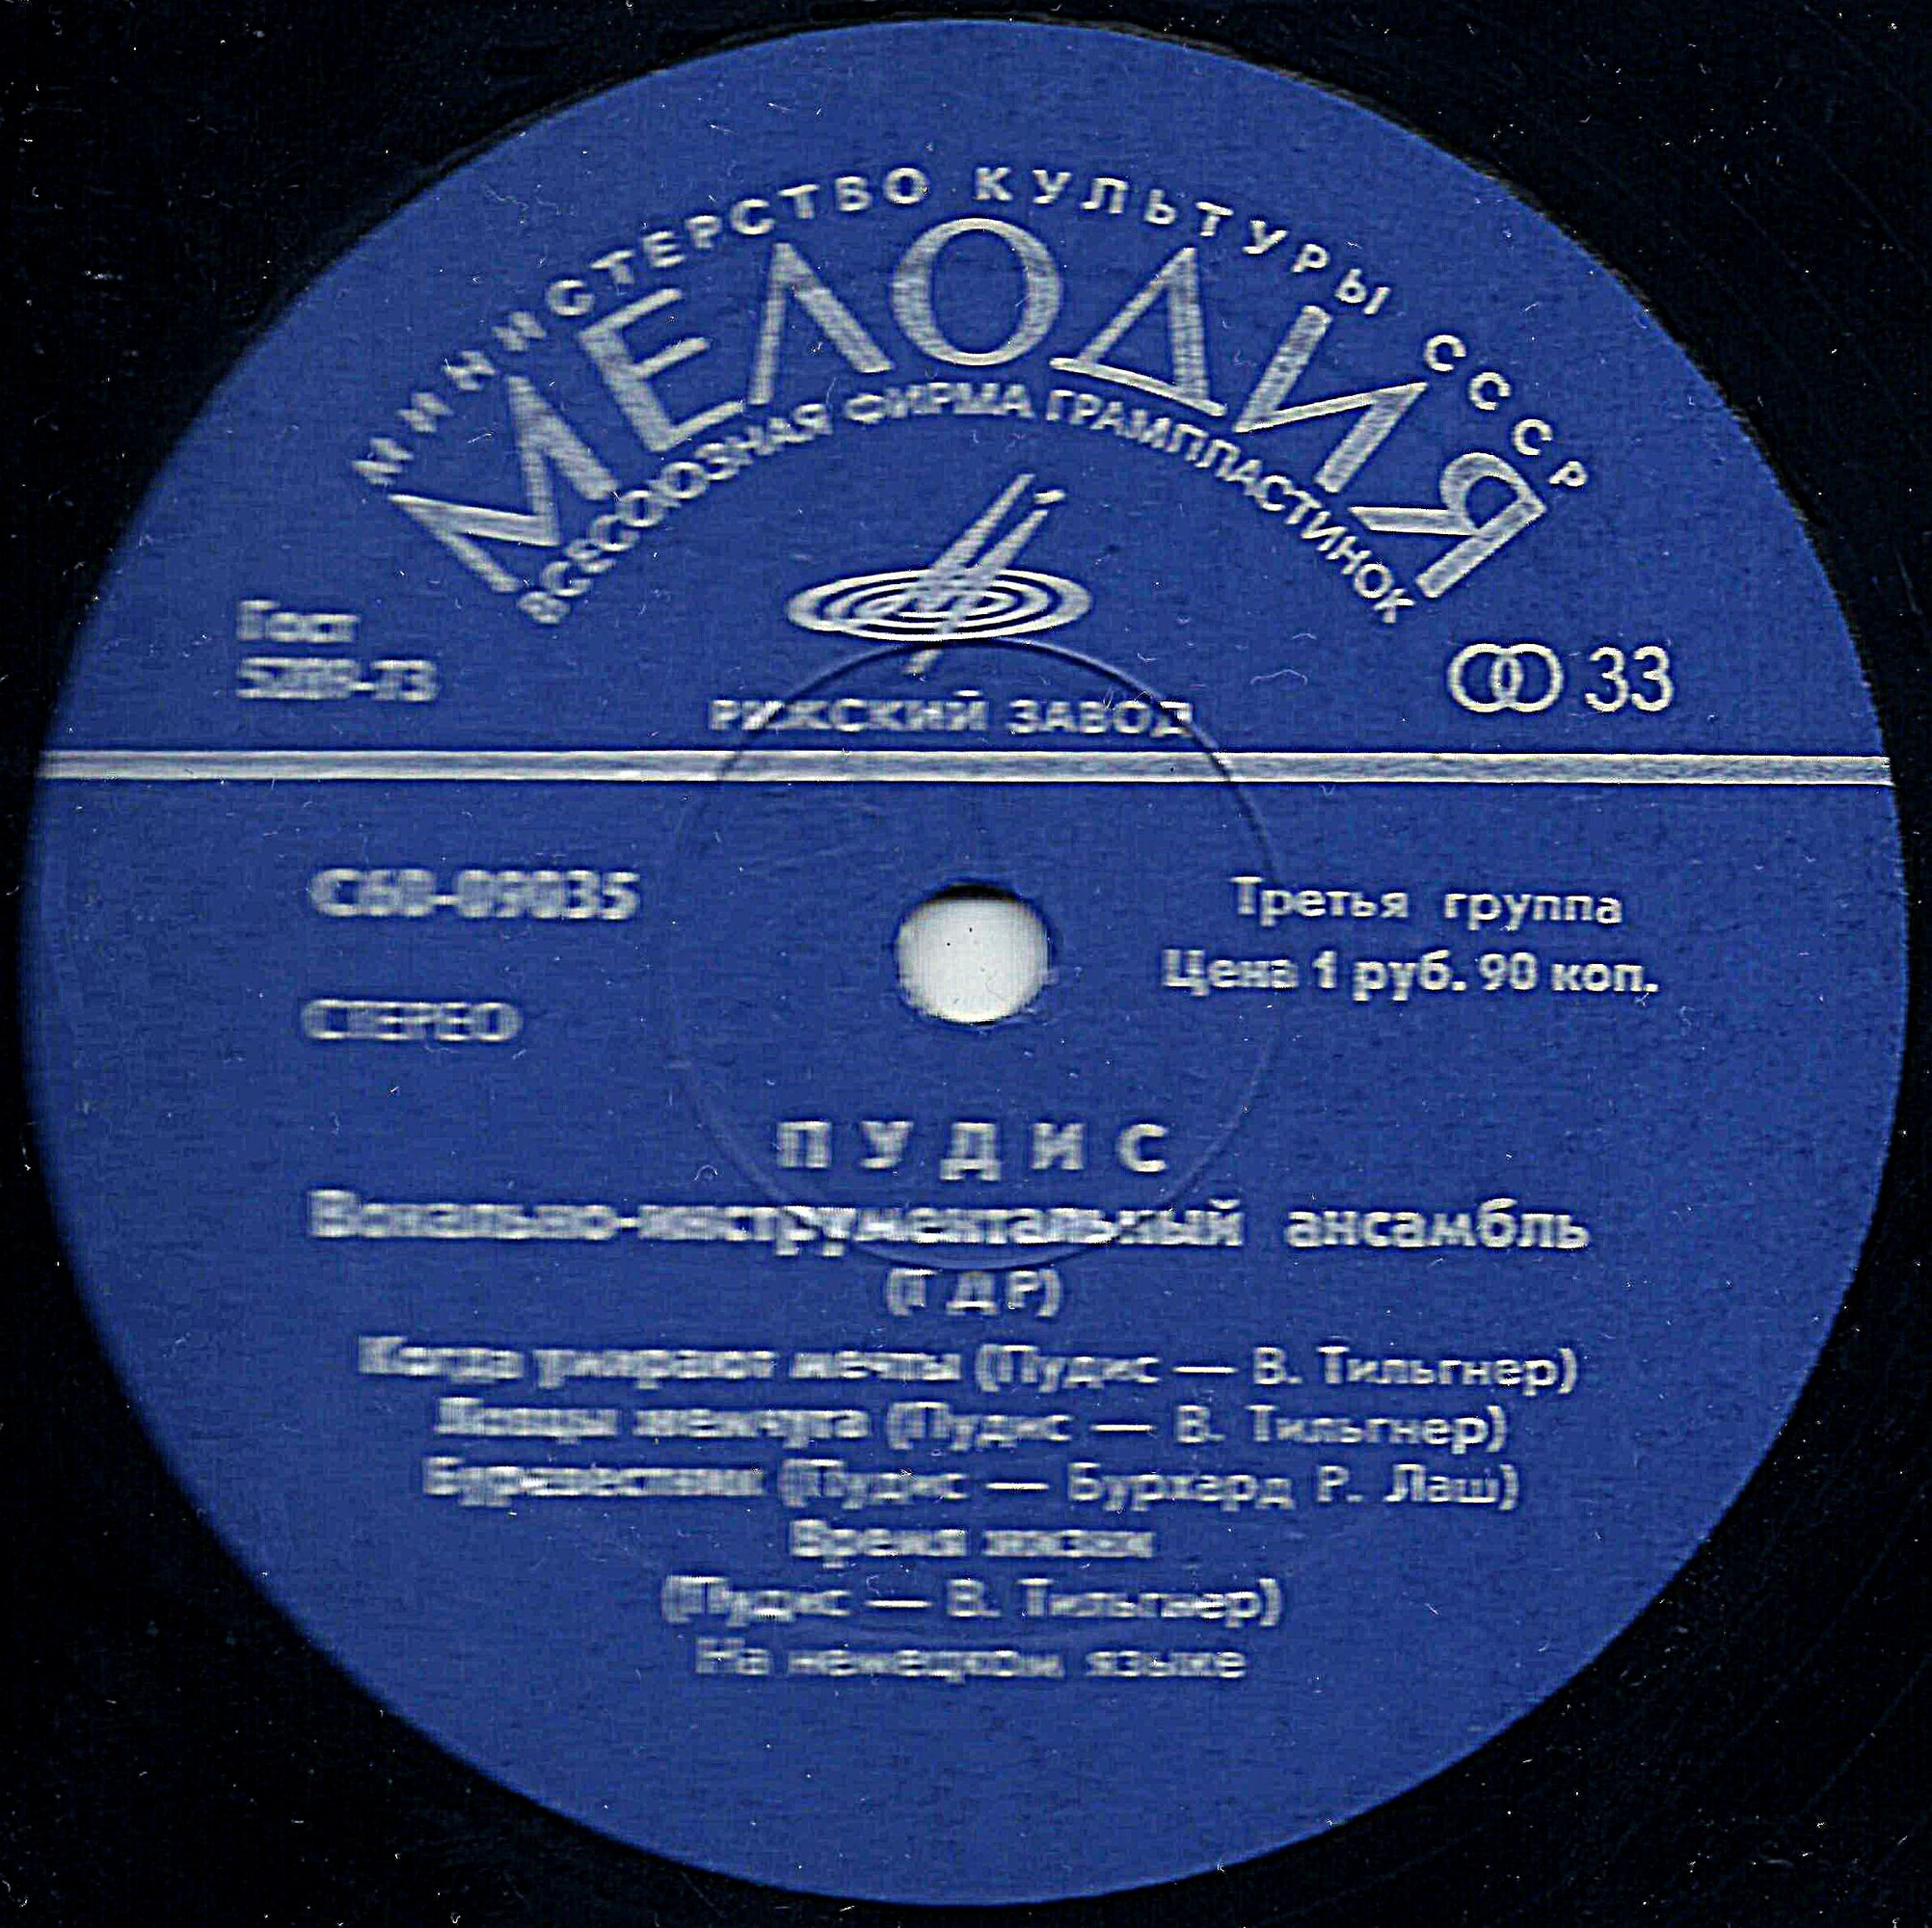 МИНИСТЕРСТВО КУЛЬТУРЫ СССР
МЕЛОДИЯ
ВСЕСОЮЗНАЯ ФИРМА ГРАМПЛАСТИНОК
Гост
5289-73
РИЖСКИЙ ЗАВОД
33
С60-09035
Третья группа
Цена 1 руб. 90 коп.
СТЕРЕО
ПУДИС
Вокально-инструментальный ансамбль
(ГДР)
Когда умирают мечты (Пудис — В. Тильгнер)
Ловцы жемчуга (Пудис — В. Тильгнер)
Буревестник (Пудис — Бурхард Р. Лаш)
Время жизни
(Пудис — В. Тильгнер)
На немецком языке